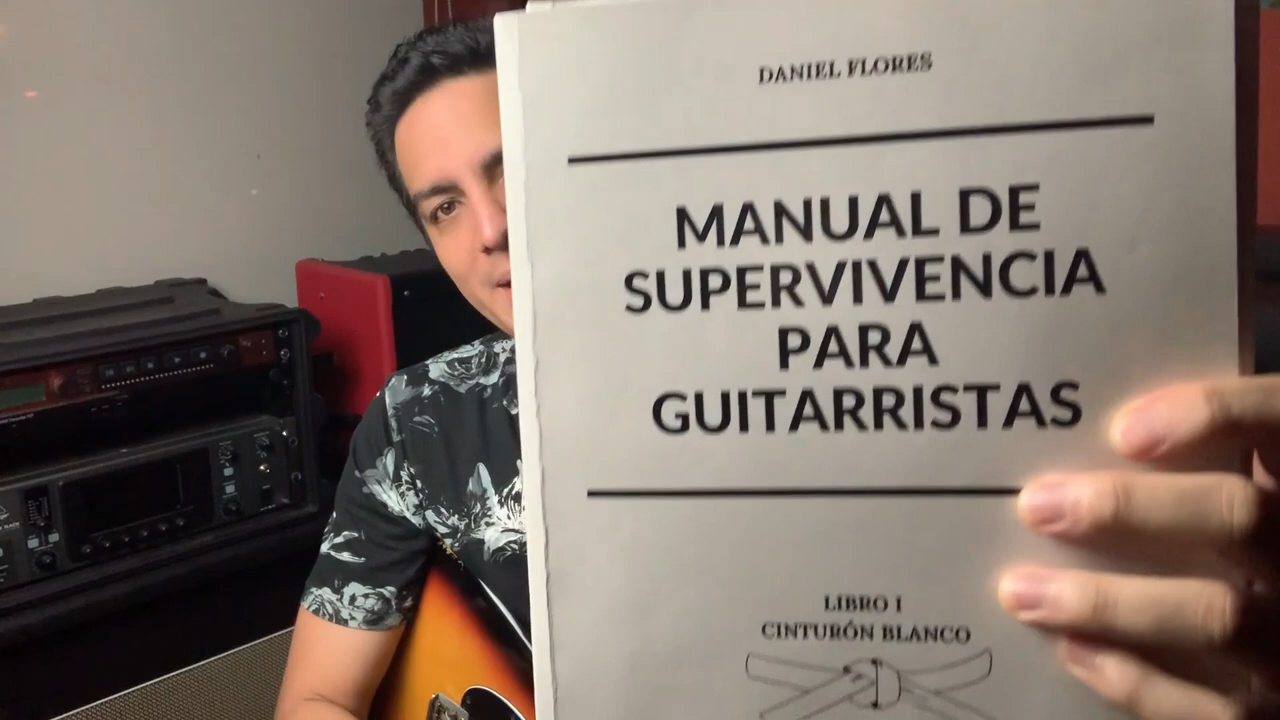 DANIEL FLORES
MANUAL DE
SUPERVIVENCIA
PARA
GUITARRISTAS
LIBRO I
CINTURÓN BLANCO